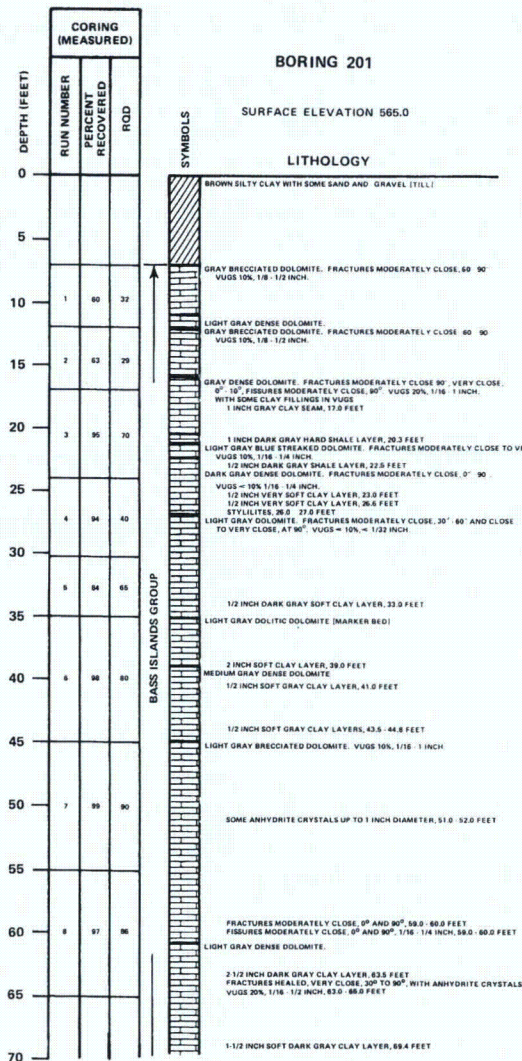 CORING
(MEASURED)
DEPTH (FEET)
RUN NUMBER
PERCENT
RECOVERED
RQD
SYMBOLS
BORING 201
SURFACE ELEVATION 565.0
LITHOLOGY
0
BROWN SILTY CLAY WITH SOME SAND AND GRAVEL (TILL)
5
GRAY BRECCIATED DOLOMITE. FRACTURES MODERATELY CLOSE, 60 90
VUGS 10%, 1/8 - 1/2 INCH.
10
1 60 32
LIGHT GRAY DENSE DOLOMITE.
GRAY BRECCIATED DOLOMITE. FRACTURES MODERATELY CLOSE 60 90
VUGS 10%, 1/8 - 1/2 INCH.
15
2 63 29
GRAY DENSE DOLOMITE. FRACTURES MODERATELY CLOSE 90°, VERY CLOSE,
0° - 10°, FISSURES MODERATELY CLOSE, 90°. VUGS 20%, 1/16 - 1 INCH.
WITH SOME CLAY FILLINGS IN VUGS
1 INCH GRAY CLAY SEAM, 17.0 FEET
20
3 95 70
1 INCH DARK GRAY HARD SHALE LAYER, 20.3 FEET
LIGHT GRAY BLUE STREAKED DOLOMITE. FRACTURES MODERATELY CLOSE TO VE
VUGS 10%, 1/16 - 1/4 INCH.
1/2 INCH DARK GRAY SHALE LAYER, 22.5 FEET
DARK GRAY DENSE DOLOMITE. FRACTURES MODERATELY CLOSE, 0° 90
VUGS < 10% 1/16 - 1/4 INCH.
1/2 INCH VERY SOFT CLAY LAYER, 23.0 FEET
25
1/2 INCH VERY SOFT CLAY LAYER, 26.6 FEET
STYLILITES, 26.0 27.0 FEET
4 94 40
LIGHT GRAY DOLOMITE. FRACTURES MODERATELY CLOSE, 30° - 60° AND CLOSE
TO VERY CLOSE, AT 90°. VUGS = 10%, < 1/32 INCH.
30
5 84 65
1/2 INCH DARK GRAY SOFT CLAY LAYER, 33.0 FEET
35
LIGHT GRAY DOLITIC DOLOMITE (MARKER BED)
BASS ISLANDS GROUP
2 INCH SOFT CLAY LAYER, 39.0 FEET
MEDIUM GRAY DENSE DOLOMITE
40
6 98 80
1/2 INCH SOFT GRAY CLAY LAYER, 41.0 FEET
1/2 INCH SOFT GRAY CLAY LAYERS, 43.5 - 44.8 FEET
45
LIGHT GRAY BRECCIATED DOLOMITE. VUGS 10%, 1/16 - 1 INCH
50
7 99 90
SOME ANHYDRITE CRYSTALS UP TO 1 INCH DIAMETER, 51.0 - 52.0 FEET
55
FRACTURES MODERATELY CLOSE, 0° AND 90°, 59.0 - 60.0 FEET
60
8 97 86
FISSURES MODERATELY CLOSE, 0° AND 90°, 1/16 - 1/4 INCH, 59.0 - 60.0 FEET
LIGHT GRAY DENSE DOLOMITE.
2-1/2 INCH DARK GRAY CLAY LAYER, 63.5 FEET
FRACTURES HEALED, VERY CLOSE, 30° TO 90°, WITH ANHYDRITE CRYSTALS
65
VUGS 20%, 1/16 - 1/2 INCH, 63.0 - 65.0 FEET
1-1/2 INCH SOFT DARK GRAY CLAY LAYER, 69.4 FEET
70